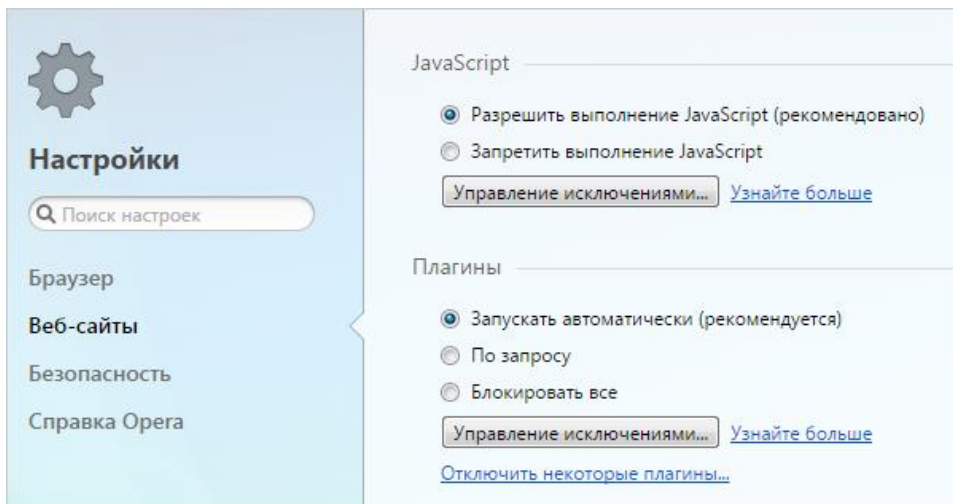 Настройки
Поиск настроек
Браузер
Веб-сайты
Безопасность
Справка Opera
JavaScript
Разрешить выполнение JavaScript (рекомендовано)
Запретить выполнение JavaScript
Управление исключениями... Узнайте больше
Плагины
Запускать автоматически (рекомендуется)
По запросу
Блокировать все
Управление исключениями... Узнайте больше
Отключить некоторые плагины...